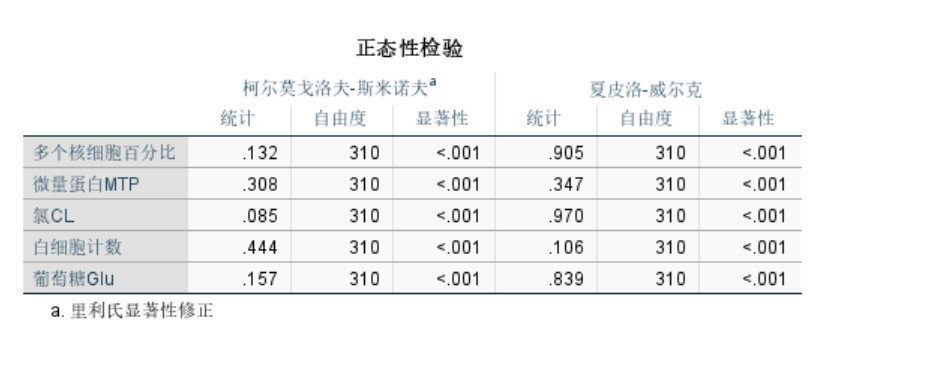 正态性检验
柯尔莫戈洛夫-斯米诺夫a 夏皮洛-威尔克
统计 自由度 显著性 统计 自由度 显著性
多个核细胞百分比 .132 310 <.001 .905 310 <.001
微量蛋白MTP .308 310 <.001 .347 310 <.001
氯CL .085 310 <.001 .970 310 <.001
白细胞计数 .444 310 <.001 .106 310 <.001
葡萄糖Glu .157 310 <.001 .839 310 <.001
a. 里利氏显著性修正